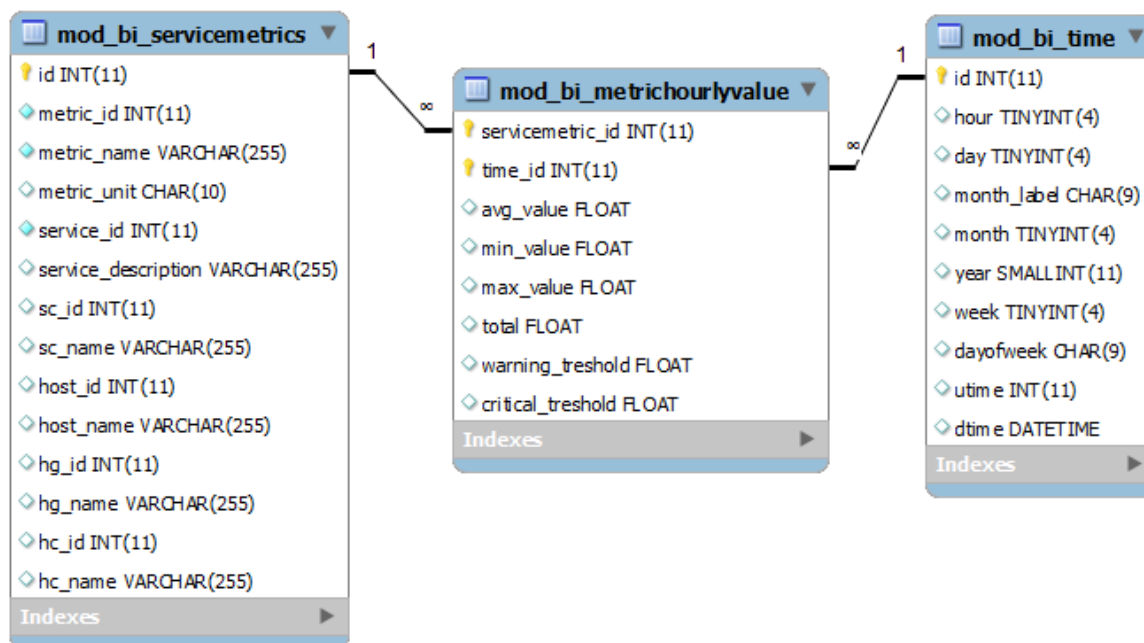 mod_bi_servicemetrics
id INT(11)
metric_id INT(11)
metric_name VARCHAR(255)
metric_unit CHAR(10)
service_id INT(11)
service_description VARCHAR(255)
sc_id INT(11)
sc_name VARCHAR(255)
host_id INT(11)
host_name VARCHAR(255)
hg_id INT(11)
hg_name VARCHAR(255)
hc_id INT(11)
hc_name VARCHAR(255)
Indexes
1
∞
mod_bi_metrichourlyvalue
servicemetric_id INT(11)
time_id INT(11)
avg_value FLOAT
min_value FLOAT
max_value FLOAT
total FLOAT
warning_treshold FLOAT
critical_treshold FLOAT
Indexes
1
∞
mod_bi_time
id INT(11)
hour TINYINT(4)
day TINYINT(4)
month_label CHAR(9)
month TINYINT(4)
year SMALLINT(11)
week TINYINT(4)
dayofweek CHAR(9)
utime INT(11)
dtime DATETIME
Indexes